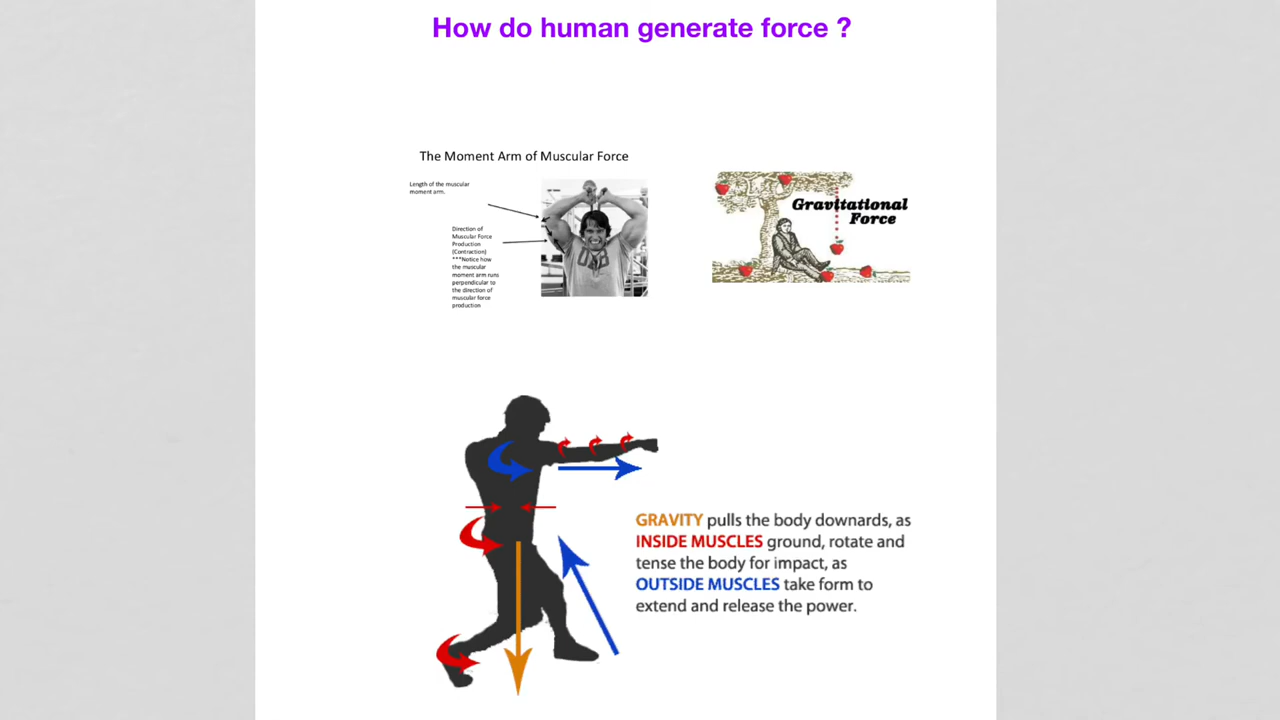 How do human generate force ?
The Moment Arm of Muscular Force
Length of the muscular
moment arm.
Direction of
Muscular Force
Production
(Contraction)
***Notice how
the muscular
moment arm runs
perpendicular to
the direction of
muscular force
production
Gravitational
Force
GRAVITY pulls the body downards, as
INSIDE MUSCLES ground, rotate and
tense the body for impact, as
OUTSIDE MUSCLES take form to
extend and release the power.